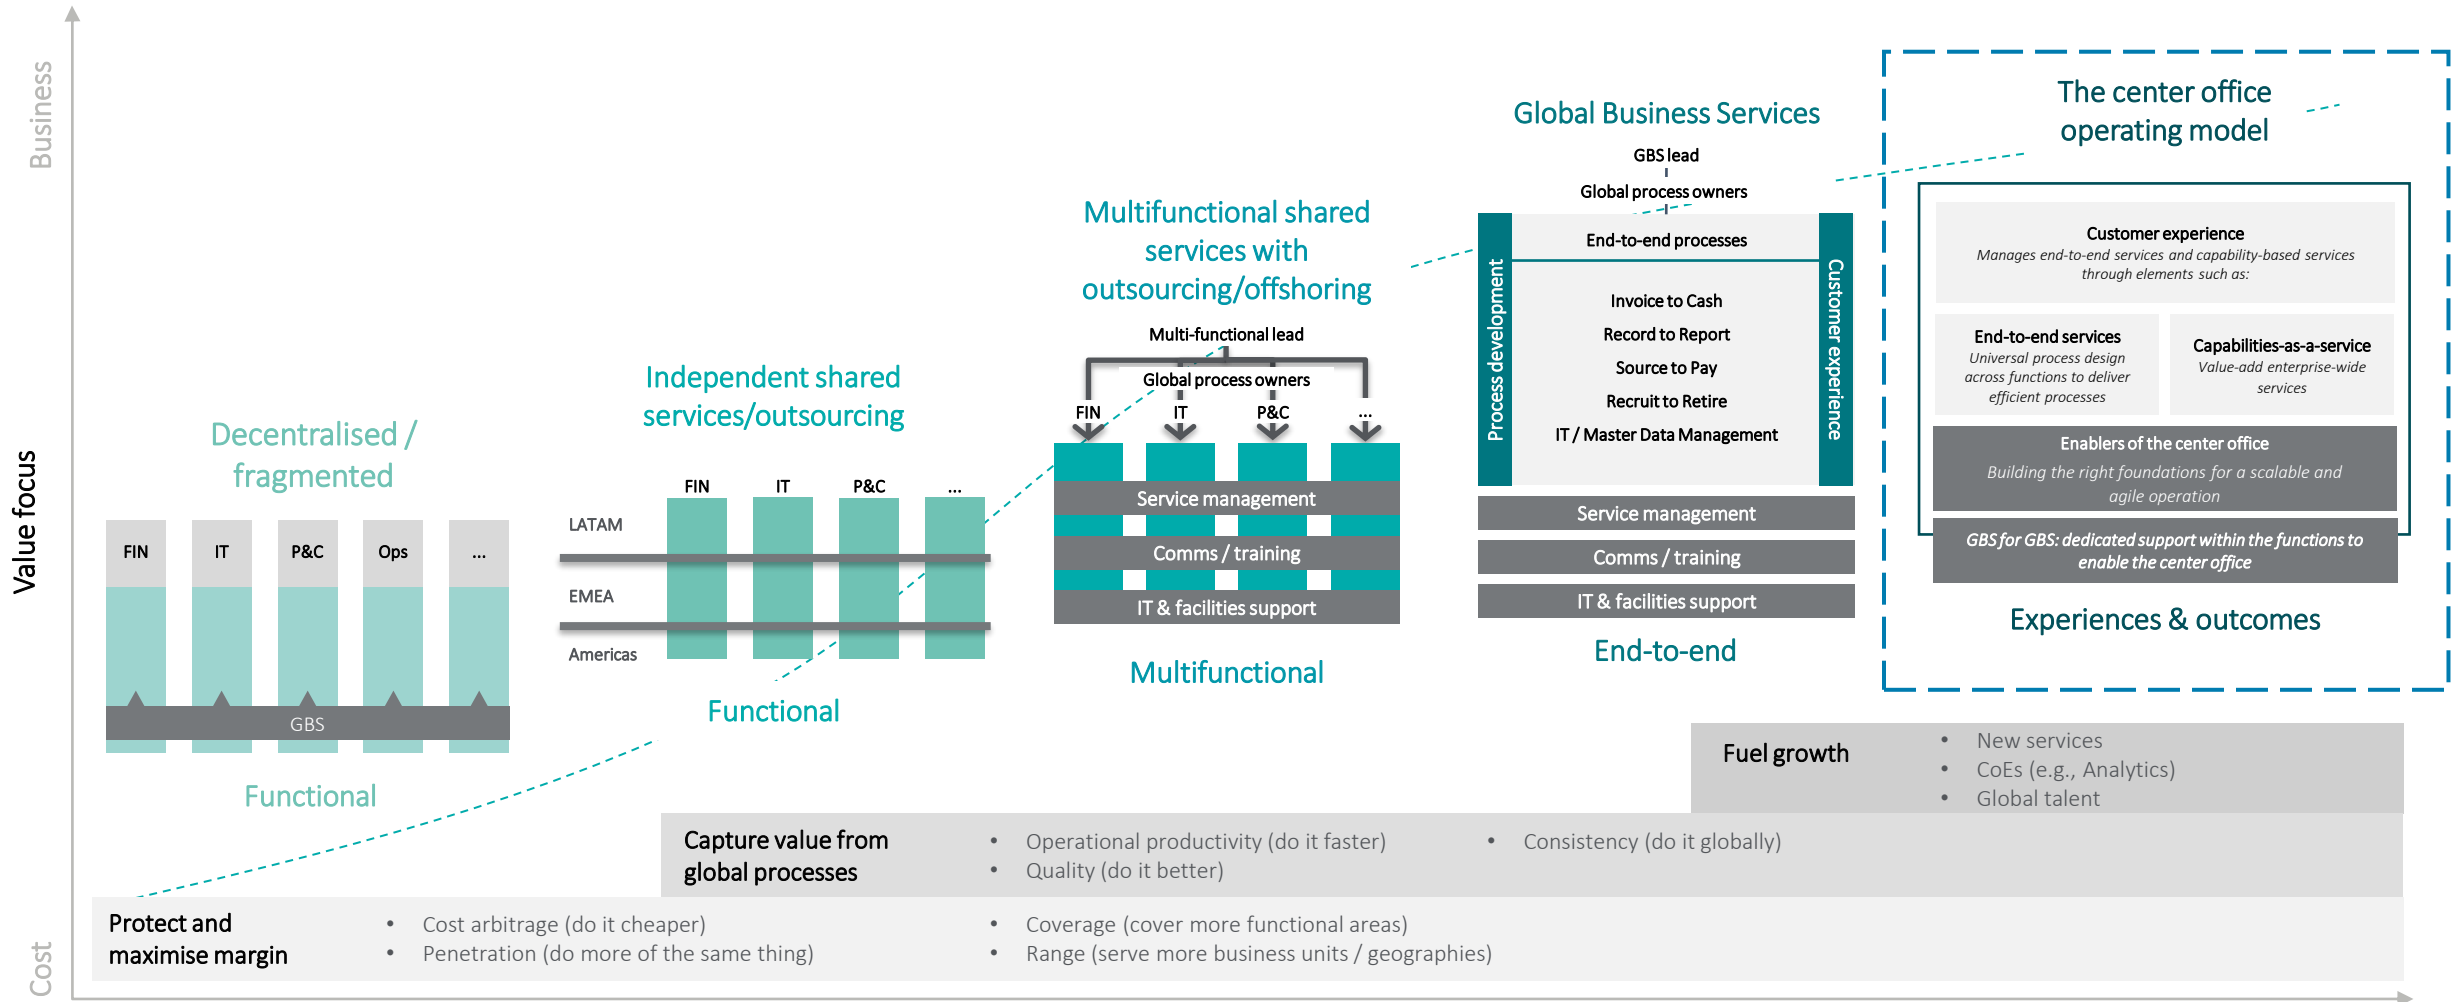 Business
Value focus
Cost
Decentralised /
fragmented
FIN
IT
P&C
Ops
...
GBS
Functional
Independent shared
services/outsourcing
FIN
IT
P&C
...
LATAM
EMEA
Americas
Functional
Multifunctional shared
services with
outsourcing/offshoring
Multi-functional lead
Global process owners
FIN
IT
P&C
...
Service management
Comms / training
IT & facilities support
Multifunctional
Global Business Services
GBS lead
Global process owners
Process development
End-to-end processes
Invoice to Cash
Record to Report
Source to Pay
Recruit to Retire
IT / Master Data Management
Customer experience
Service management
Comms / training
IT & facilities support
End-to-end
The center office
operating model
Customer experience
Manages end-to-end services and capability-based services
through elements such as:
End-to-end services
Universal process design
across functions to deliver
efficient processes
Capabilities-as-a-service
Value-add enterprise-wide
services
Enablers of the center office
Building the right foundations for a scalable and
agile operation
GBS for GBS: dedicated support within the functions to
enable the center office
Experiences & outcomes
Fuel growth
• New services
• CoEs (e.g., Analytics)
• Global talent
Capture value from
global processes
• Operational productivity (do it faster)
• Quality (do it better)
• Consistency (do it globally)
Protect and
maximise margin
• Cost arbitrage (do it cheaper)
• Penetration (do more of the same thing)
• Coverage (cover more functional areas)
• Range (serve more business units / geographies)